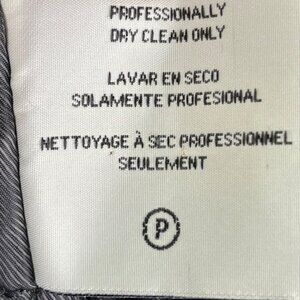 PROFESSIONALLY
DRY CLEAN ONLY
LAVAR EN SECO
SOLAMENTE PROFESIONAL
NETTOYAGE À SEC PROFESSIONNEL
SEULEMENT
P